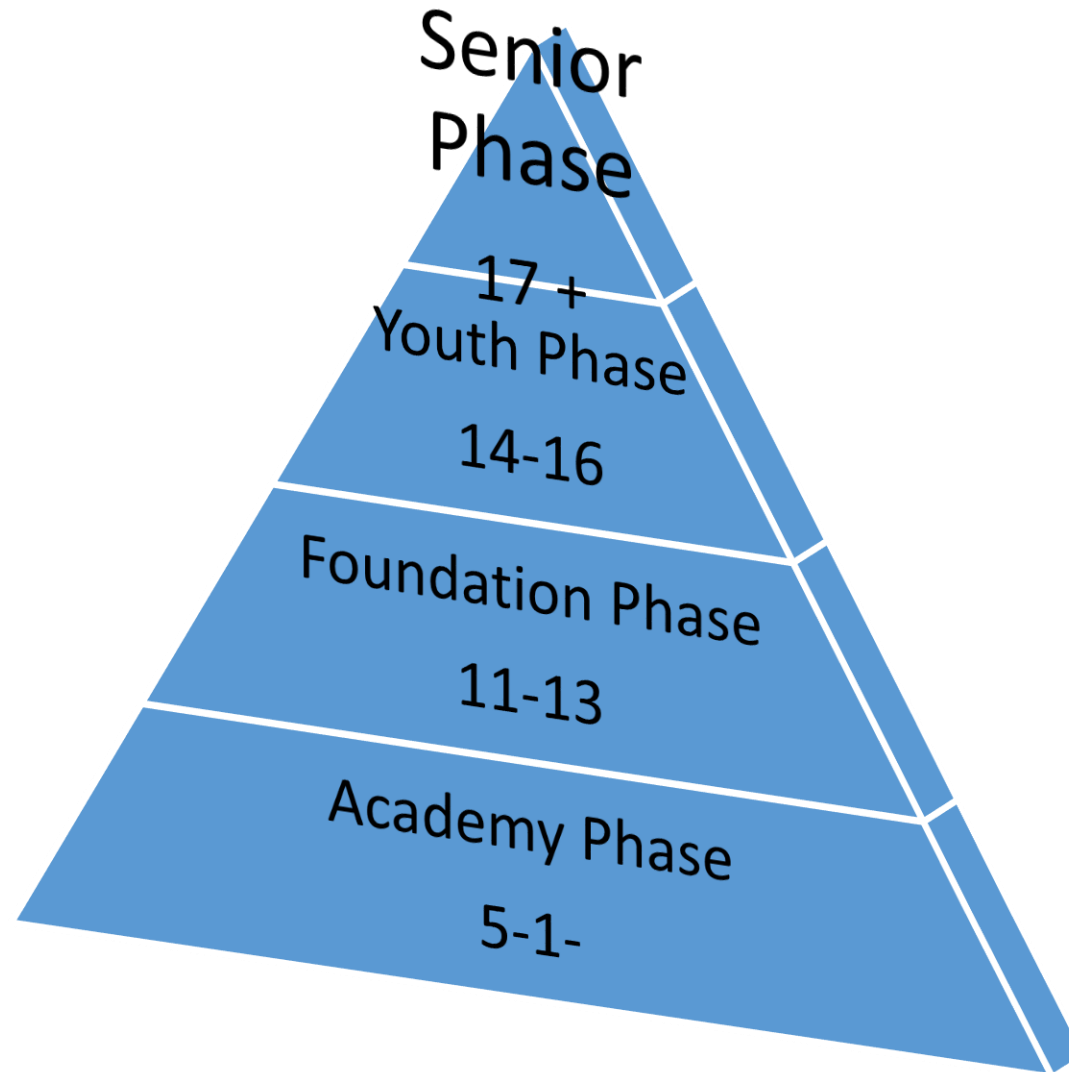 Senior
Phase
17 +
Youth Phase
14-16
Foundation Phase
11-13
Academy Phase
5-1-